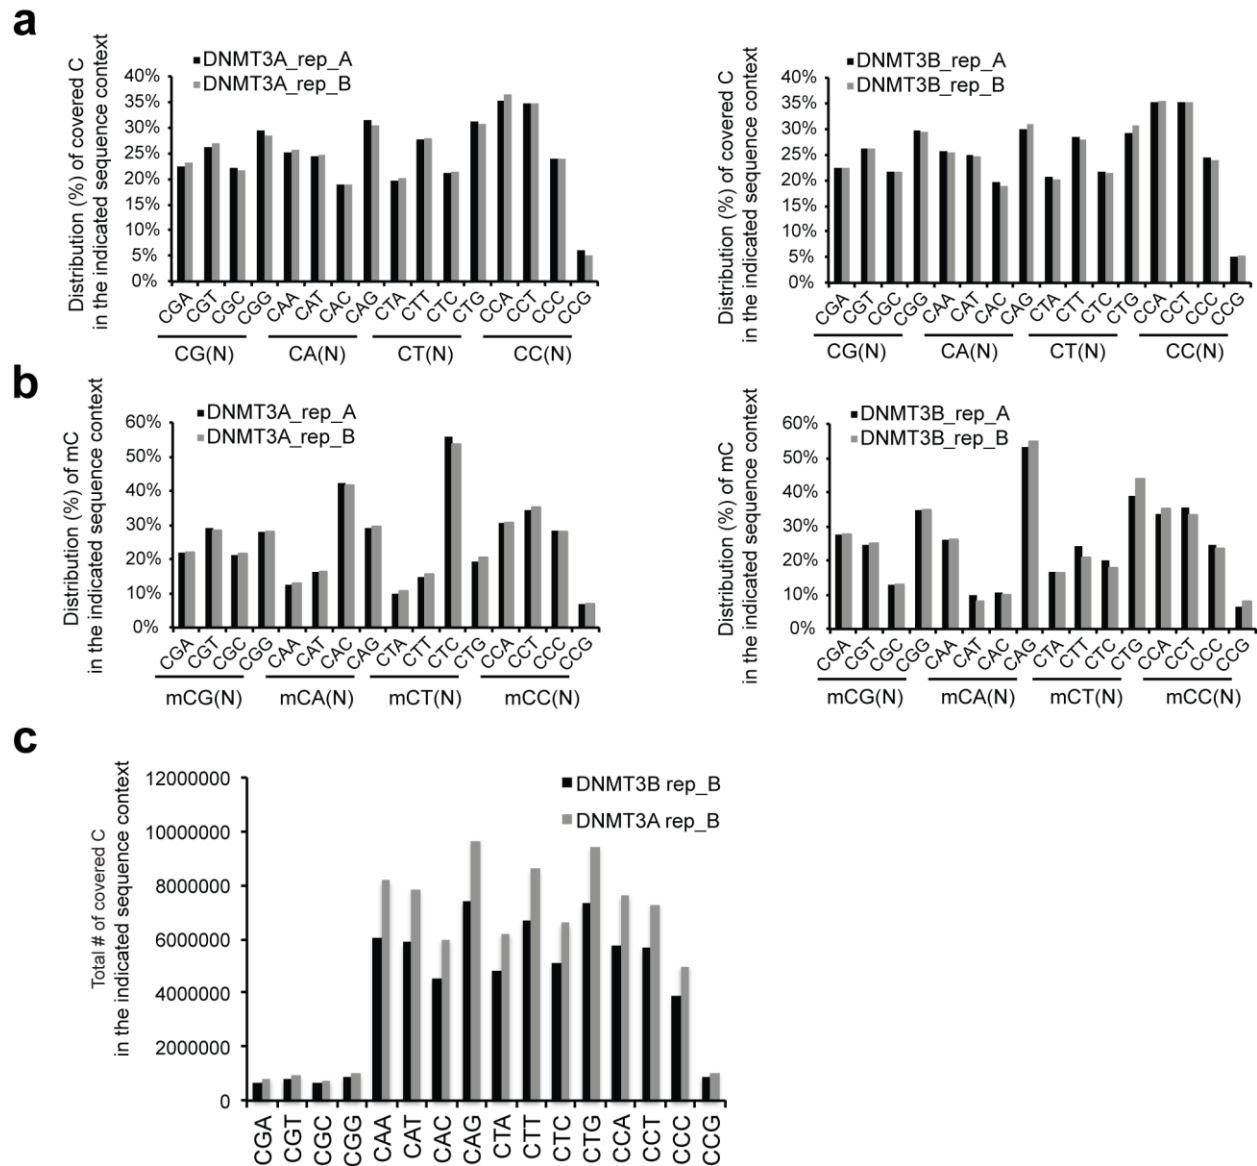 a
Distribution (%) of covered C
in the indicated sequence context
DNMT3A_rep_A
DNMT3A_rep_B
40%
35%
30%
25%
20%
15%
10%
5%
0%
CGA CGT CGC CGG CAA CAT CAC CAG CTA CTT CTC CTG CCA CCT CCC CCG
CG(N) CA(N) CT(N) CC(N)
Distribution (%) of covered C
in the indicated sequence context
DNMT3B_rep_A
DNMT3B_rep_B
40%
35%
30%
25%
20%
15%
10%
5%
0%
CGA CGT CGC CGG CAA CAT CAC CAG CTA CTT CTC CTG CCA CCT CCC CCG
CG(N) CA(N) CT(N) CC(N)
b
Distribution (%) of mC
in the indicated sequence context
DNMT3A_rep_A
DNMT3A_rep_B
60%
50%
40%
30%
20%
10%
0%
CGA CGT CGC CGG CAA CAT CAC CAG CTA CTT CTC CTG CCA CCT CCC CCG
mCG(N) mCA(N) mCT(N) mCC(N)
Distribution (%) of mC
in the indicated sequence context
DNMT3B_rep_A
DNMT3B_rep_B
60%
50%
40%
30%
20%
10%
0%
CGA CGT CGC CGG CAA CAT CAC CAG CTA CTT CTC CTG CCA CCT CCC CCG
mCG(N) mCA(N) mCT(N) mCC(N)
c
Total # of covered C
in the indicated sequence context
DNMT3B rep_B
DNMT3A rep_B
12000000
10000000
8000000
6000000
4000000
2000000
0
CGA CGT CGC CGG CAA CAT CAC CAG CTA CTT CTC CTG CCA CCT CCC CCG